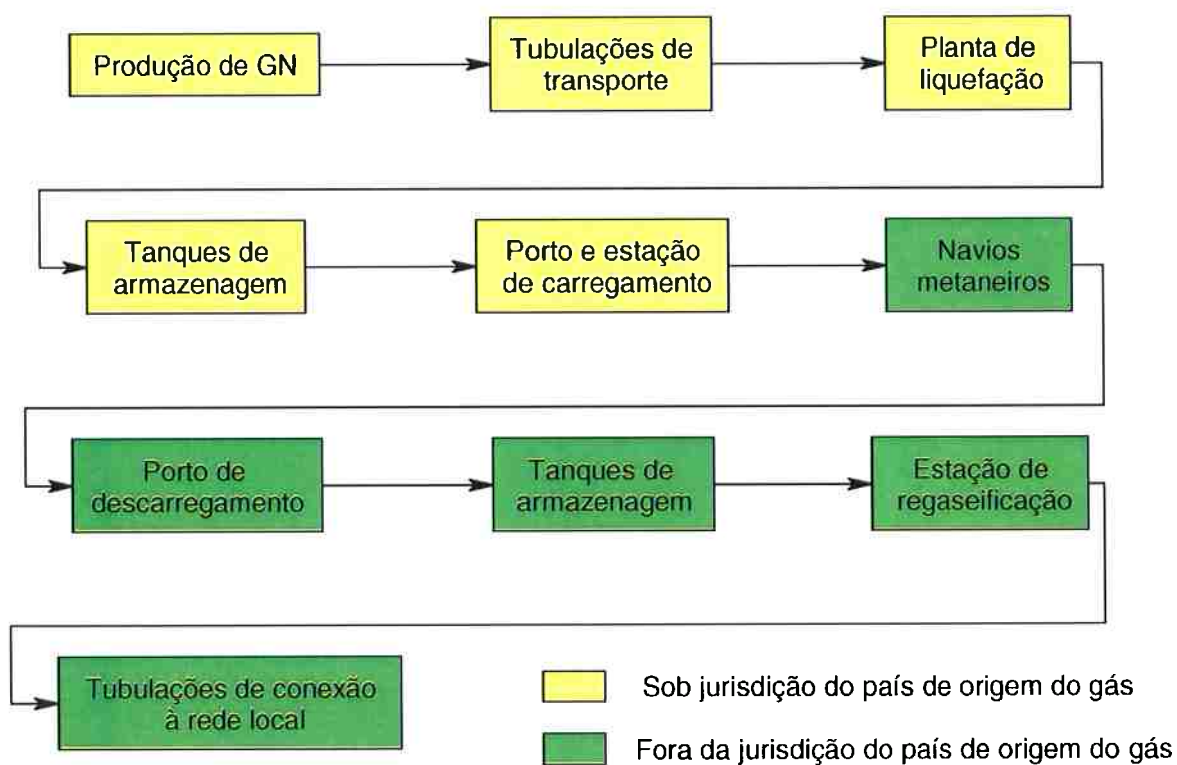 Produção de GN
Tubulações de
transporte
Planta de
liquefação
Tanques de
armazenagem
Porto e estação
de carregamento
Navios
metaneiros
Porto de
descarregamento
Tanques de
armazenagem
Estação de
regaseificação
Tubulações de conexão
à rede local
Sob jurisdição do país de origem do gás
Fora da jurisdição do país de origem do gás